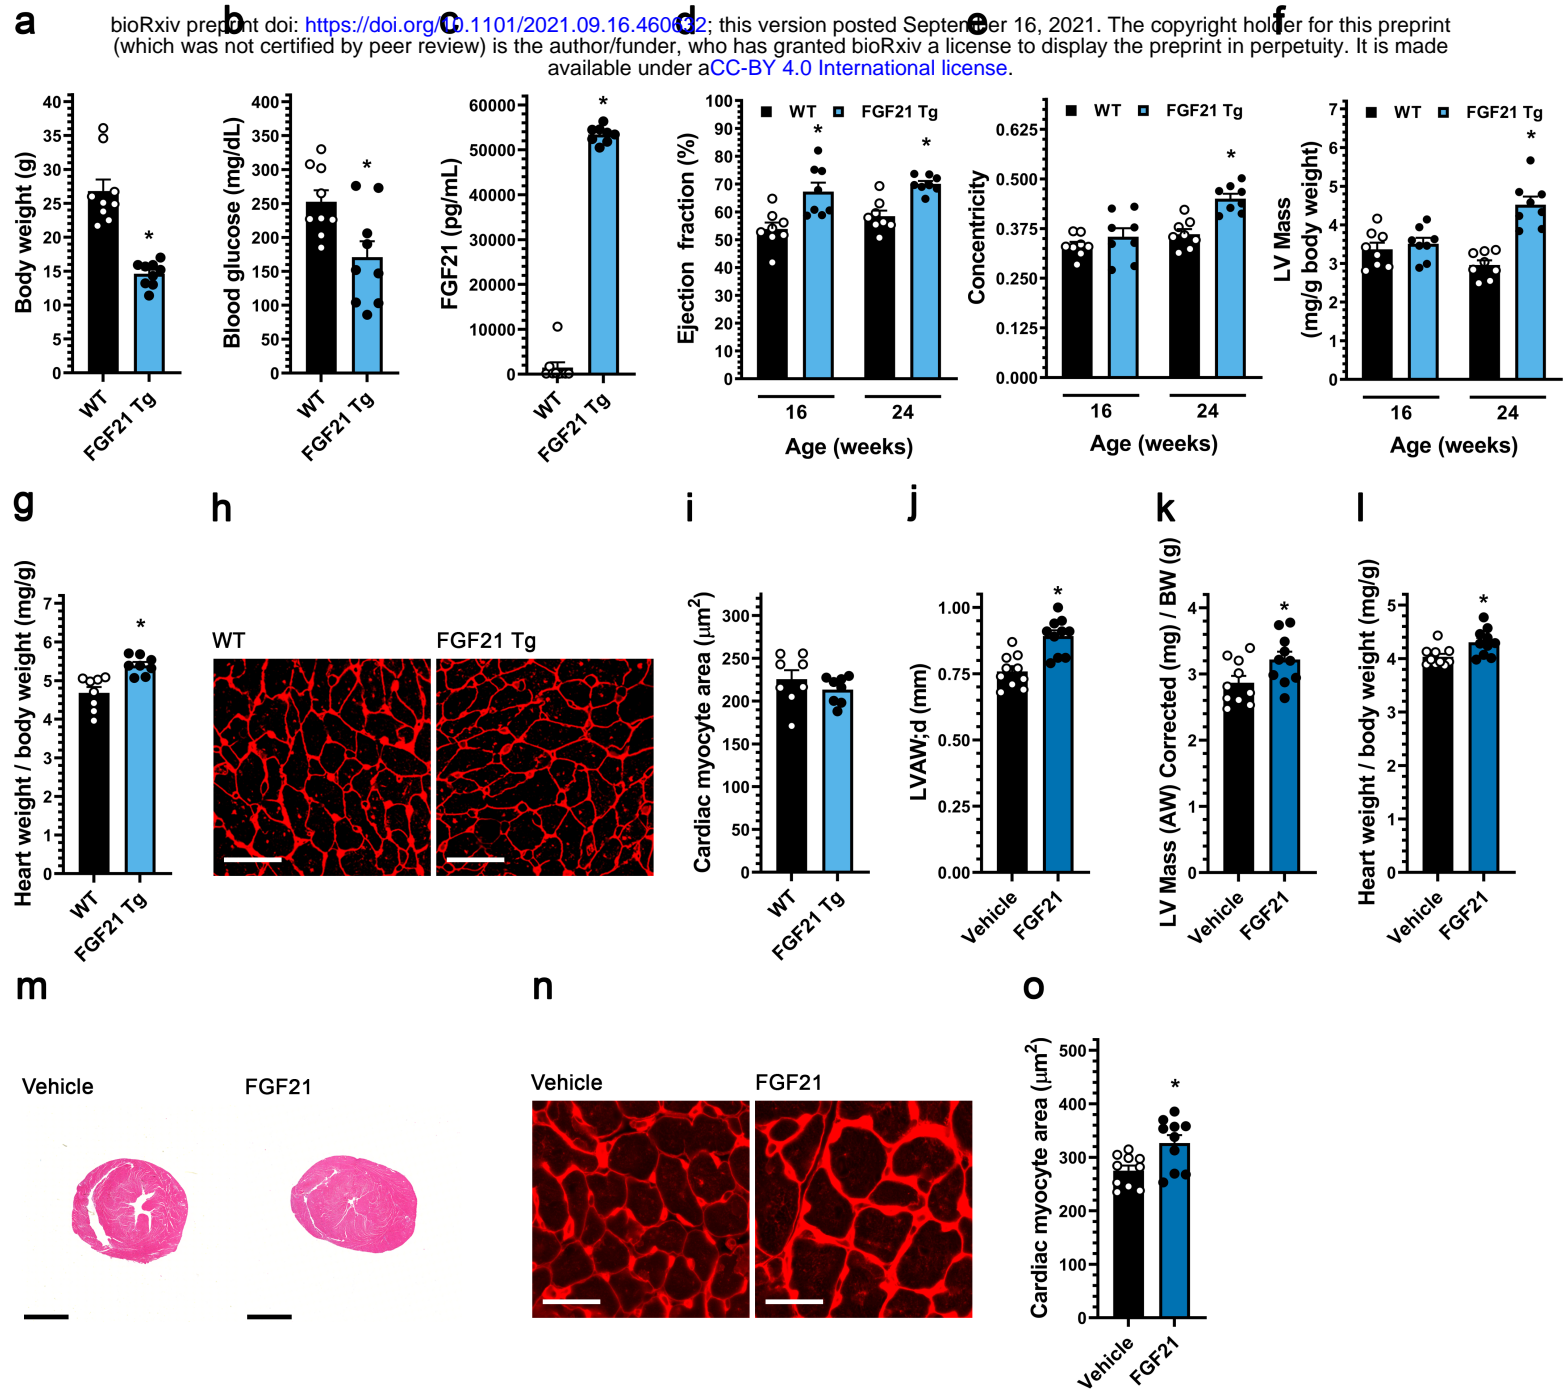 a
b
c
d
e
f
bioRxiv preprint doi: https://doi.org/10.1101/2021.09.16.460632; this version posted September 16, 2021. The copyright holder for this preprint
(which was not certified by peer review) is the author/funder, who has granted bioRxiv a license to display the preprint in perpetuity. It is made
available under aCC-BY 4.0 International license.
Body weight (g)
40
35
30
25
20
15
10
5
0
*
WT
FGF21 Tg
Blood glucose (mg/dL)
400
350
300
250
200
150
100
50
0
*
WT
FGF21 Tg
FGF21 (pg/mL)
60000
50000
40000
30000
20000
10000
0
*
WT
FGF21 Tg
Ejection fraction (%)
100
90
80
70
60
50
40
30
20
10
0
WT FGF21 Tg
*
*
16 24
Age (weeks)
Concentricity
0.625
0.500
0.375
0.250
0.125
0.000
WT FGF21 Tg
*
16 24
Age (weeks)
LV Mass
(mg/g body weight)
7
6
5
4
3
2
1
0
WT FGF21 Tg
*
16 24
Age (weeks)
g
Heart weight / body weight (mg/g)
7
6
5
4
3
2
1
0
*
WT
FGF21 Tg
h
WT
FGF21 Tg
i
Cardiac myocyte area (μm²)
300
250
200
150
100
50
0
WT
FGF21 Tg
j
LVAW;d (mm)
1.00
0.75
0.50
0.25
0.00
*
Vehicle
FGF21
k
LV Mass (AW) Corrected (mg) / BW (g)
4
3
2
1
0
*
Vehicle
FGF21
l
Heart weight / body weight (mg/g)
5
4
3
2
1
0
*
Vehicle
FGF21
m
Vehicle
FGF21
n
Vehicle
FGF21
o
Cardiac myocyte area (μm²)
500
400
300
200
100
0
*
Vehicle
FGF21